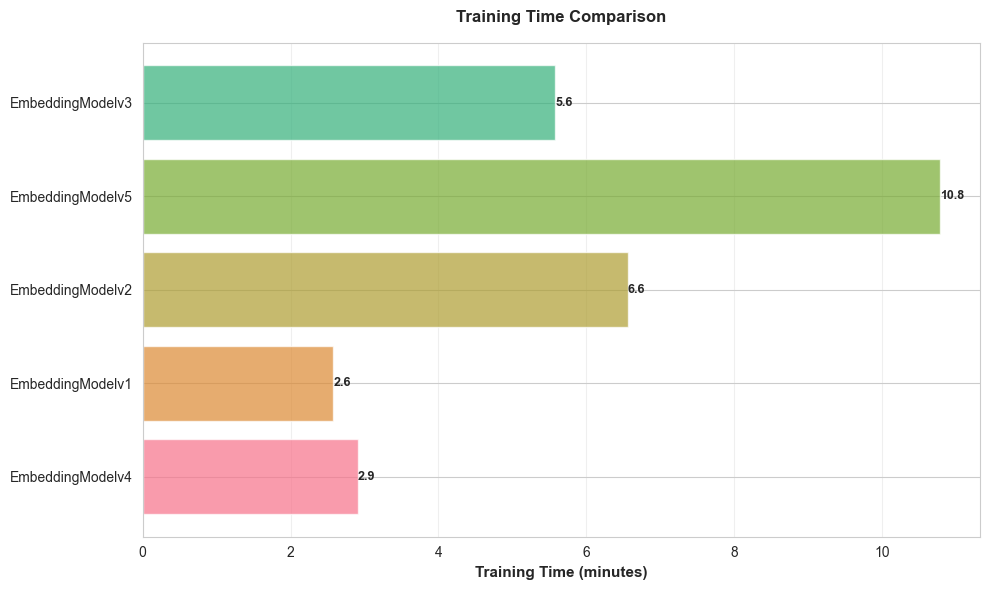 Training Time Comparison
EmbeddingModelv3
5.6
EmbeddingModelv5
10.8
EmbeddingModelv2
6.6
EmbeddingModelv1
2.6
EmbeddingModelv4
2.9
0 2 4 6 8 10
Training Time (minutes)